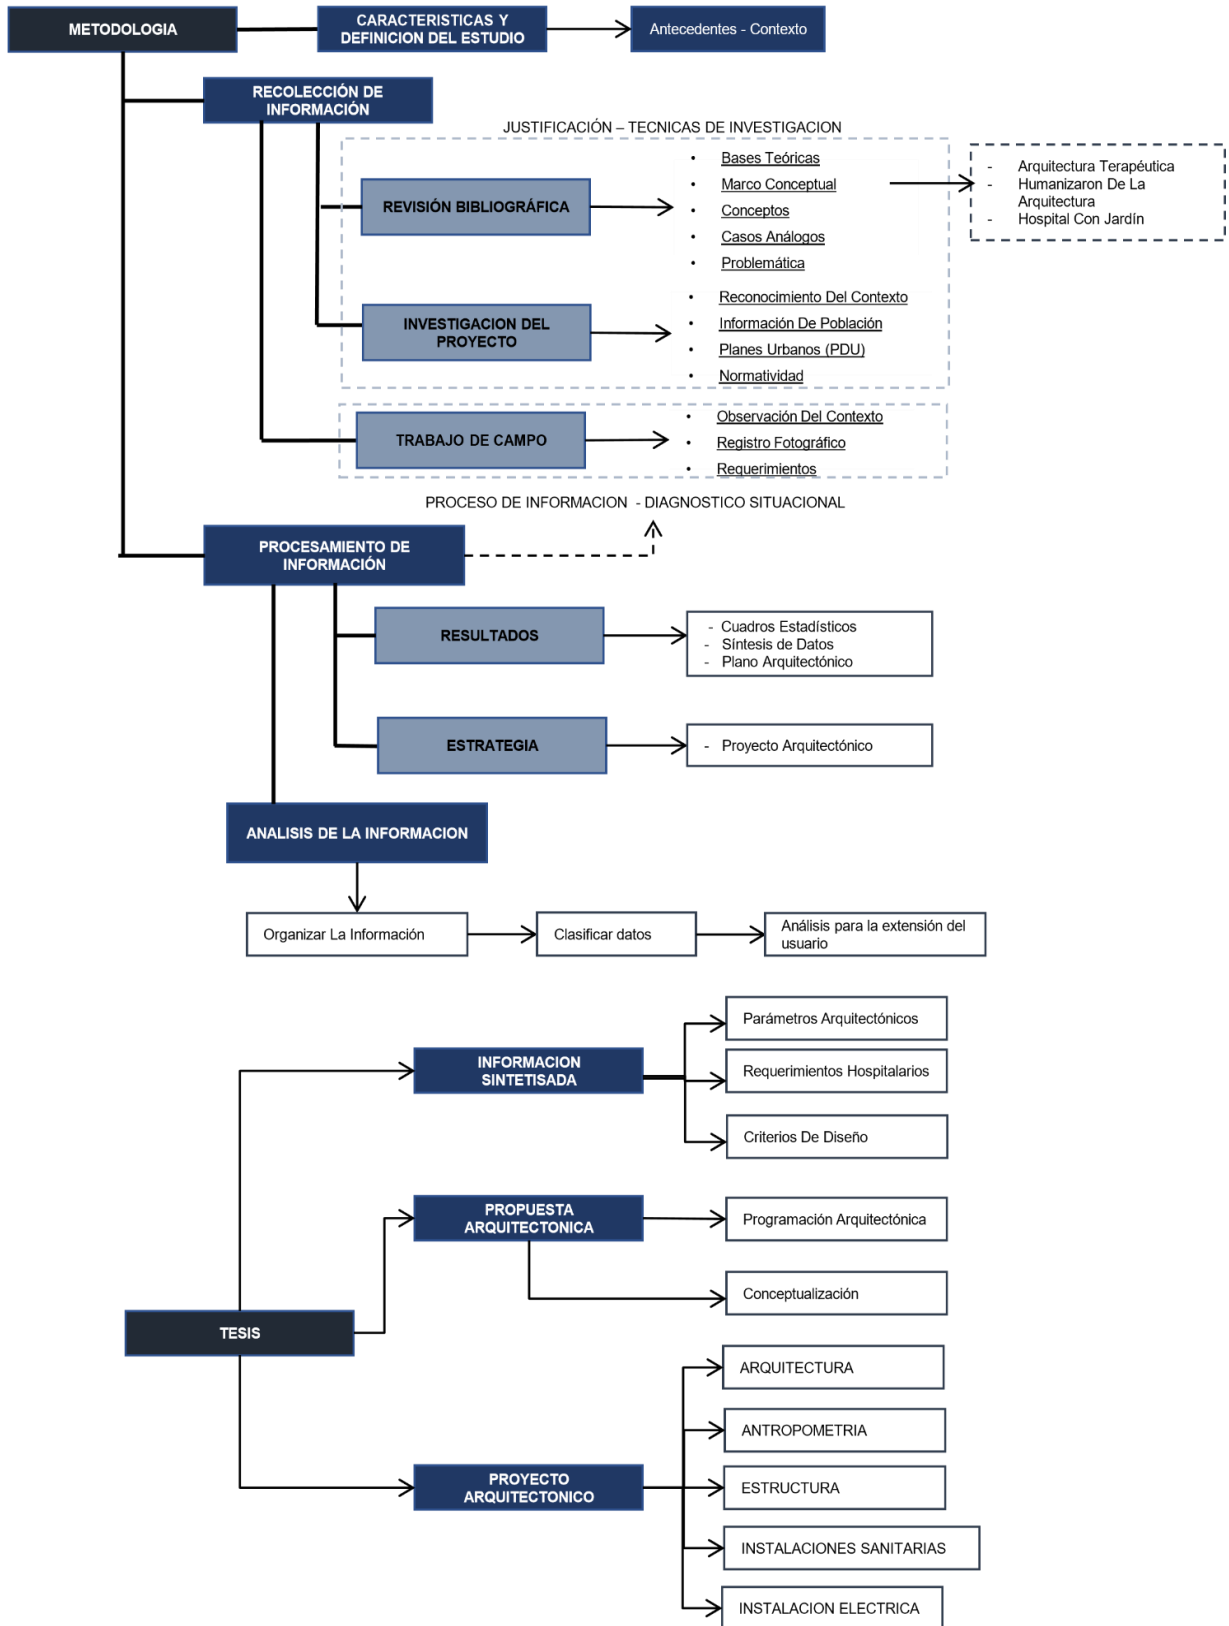 METODOLOGIA
CARACTERISTICAS Y
DEFINICION DEL ESTUDIO
Antecedentes - Contexto
RECOLECCIÓN DE
INFORMACIÓN
JUSTIFICACIÓN – TECNICAS DE INVESTIGACION
REVISIÓN BIBLIOGRÁFICA
• Bases Teóricas
• Marco Conceptual
• Conceptos
• Casos Análogos
• Problemática
- Arquitectura Terapéutica
- Humanizaron De La
Arquitectura
- Hospital Con Jardín
INVESTIGACION DEL
PROYECTO
• Reconocimiento Del Contexto
• Información De Población
• Planes Urbanos (PDU)
• Normatividad
TRABAJO DE CAMPO
• Observación Del Contexto
• Registro Fotográfico
• Requerimientos
PROCESO DE INFORMACION - DIAGNOSTICO SITUACIONAL
PROCESAMIENTO DE
INFORMACIÓN
RESULTADOS
- Cuadros Estadísticos
- Síntesis de Datos
- Plano Arquitectónico
ESTRATEGIA
- Proyecto Arquitectónico
ANALISIS DE LA INFORMACION
Organizar La Información
Clasificar datos
Análisis para la extensión del
usuario
INFORMACION
SINTETISADA
Parámetros Arquitectónicos
Requerimientos Hospitalarios
Criterios De Diseño
PROPUESTA
ARQUITECTONICA
Programación Arquitectónica
Conceptualización
TESIS
PROYECTO
ARQUITECTONICO
ARQUITECTURA
ANTROPOMETRIA
ESTRUCTURA
INSTALACIONES SANITARIAS
INSTALACION ELECTRICA